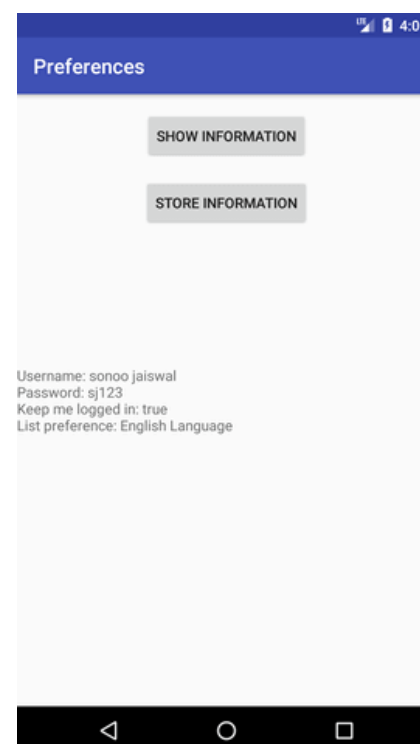 LTE 4:0
Preferences
SHOW INFORMATION
STORE INFORMATION
Username: sonoo jaiswal
Password: sj123
Keep me logged in: true
List preference: English Language